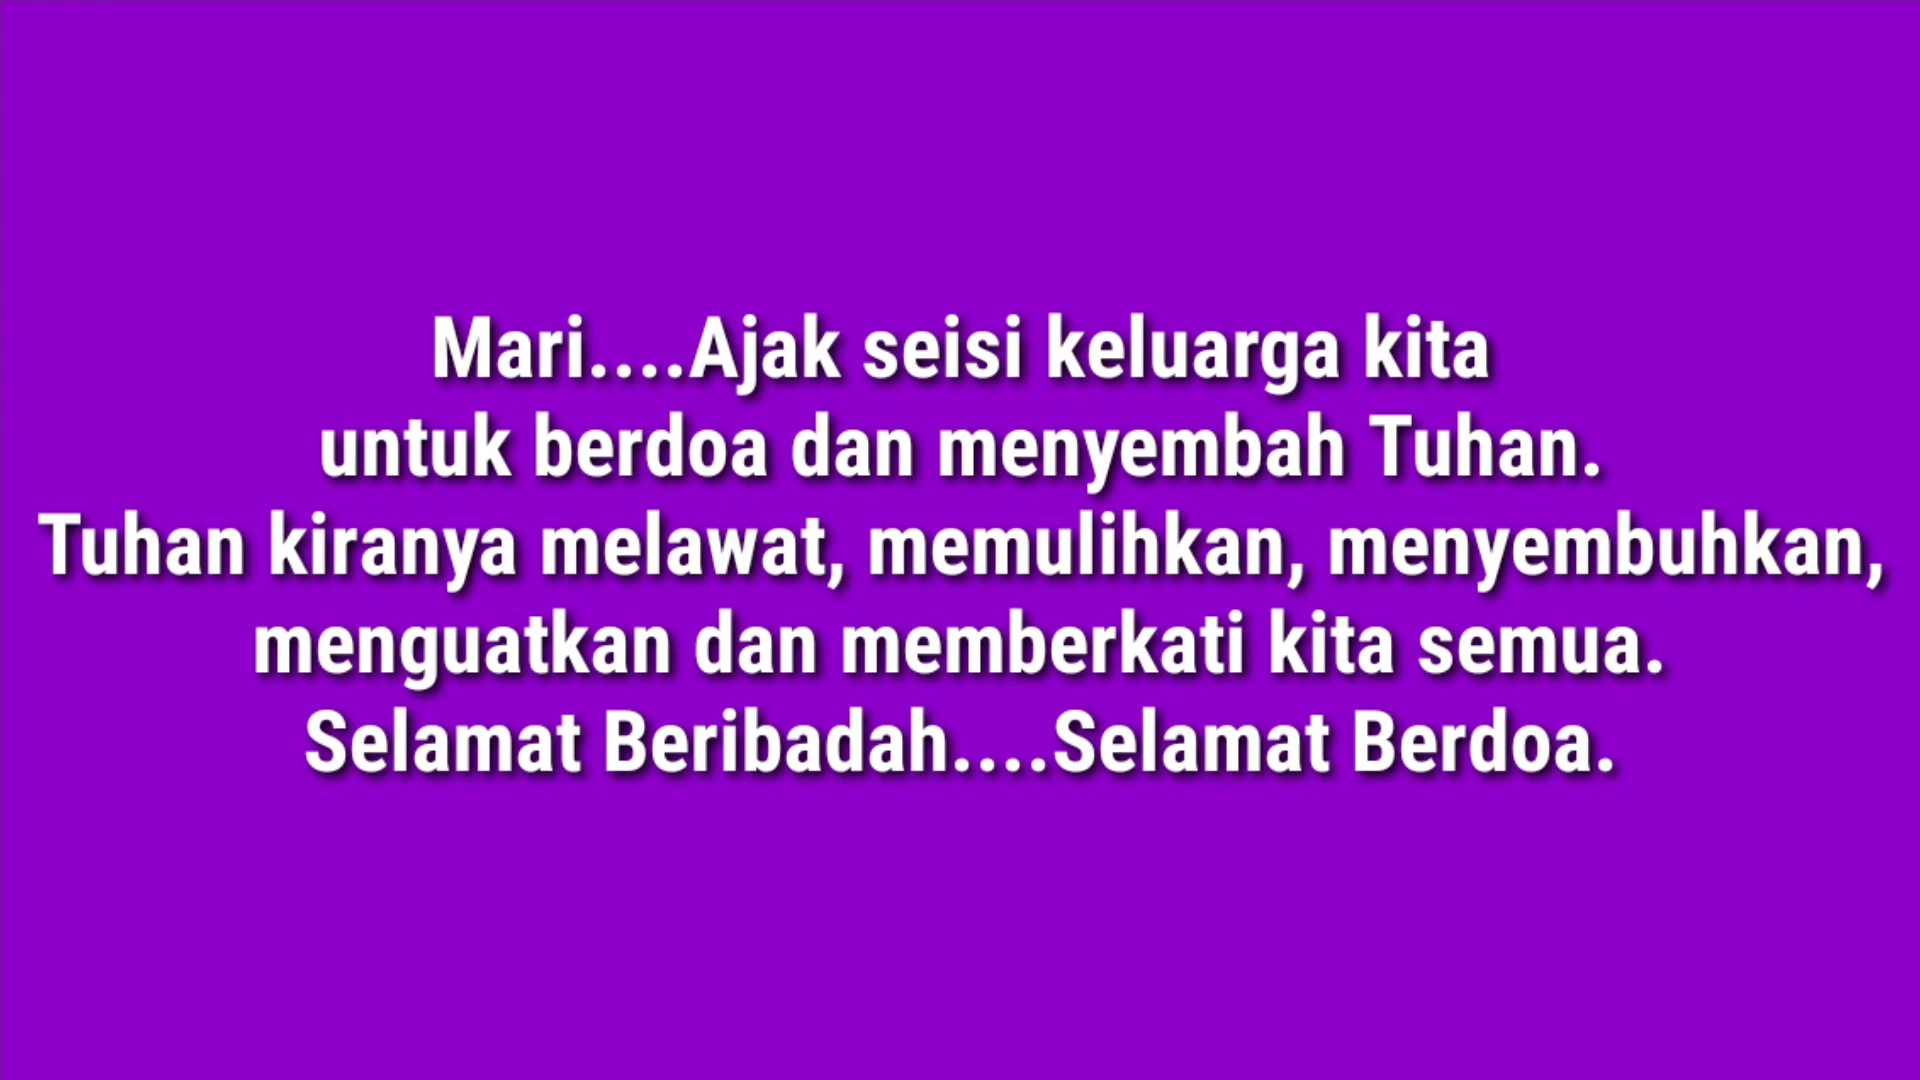 Mari....Ajak seisi keluarga kita
untuk berdoa dan menyembah Tuhan.
Tuhan kiranya melawat, memulihkan, menyembuhkan,
menguatkan dan memberkati kita semua.
Selamat Beribadah....Selamat Berdoa.